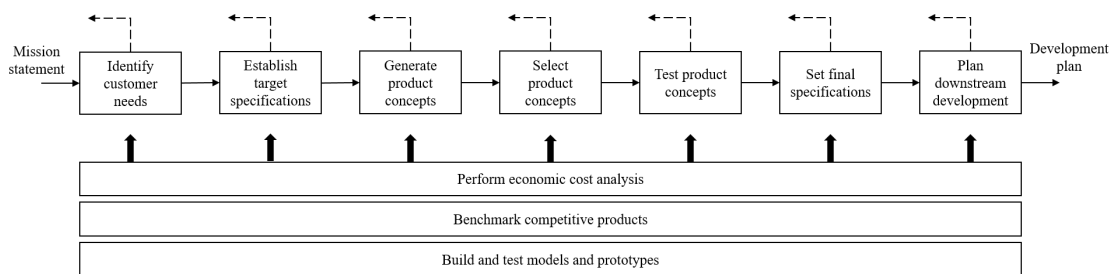 Mission
statement
Identify
customer
needs
Establish
target
specifications
Generate
product
concepts
Select
product
concepts
Test product
concepts
Set final
specifications
Plan
downstream
development
Development
plan
Perform economic cost analysis
Benchmark competitive products
Build and test models and prototypes